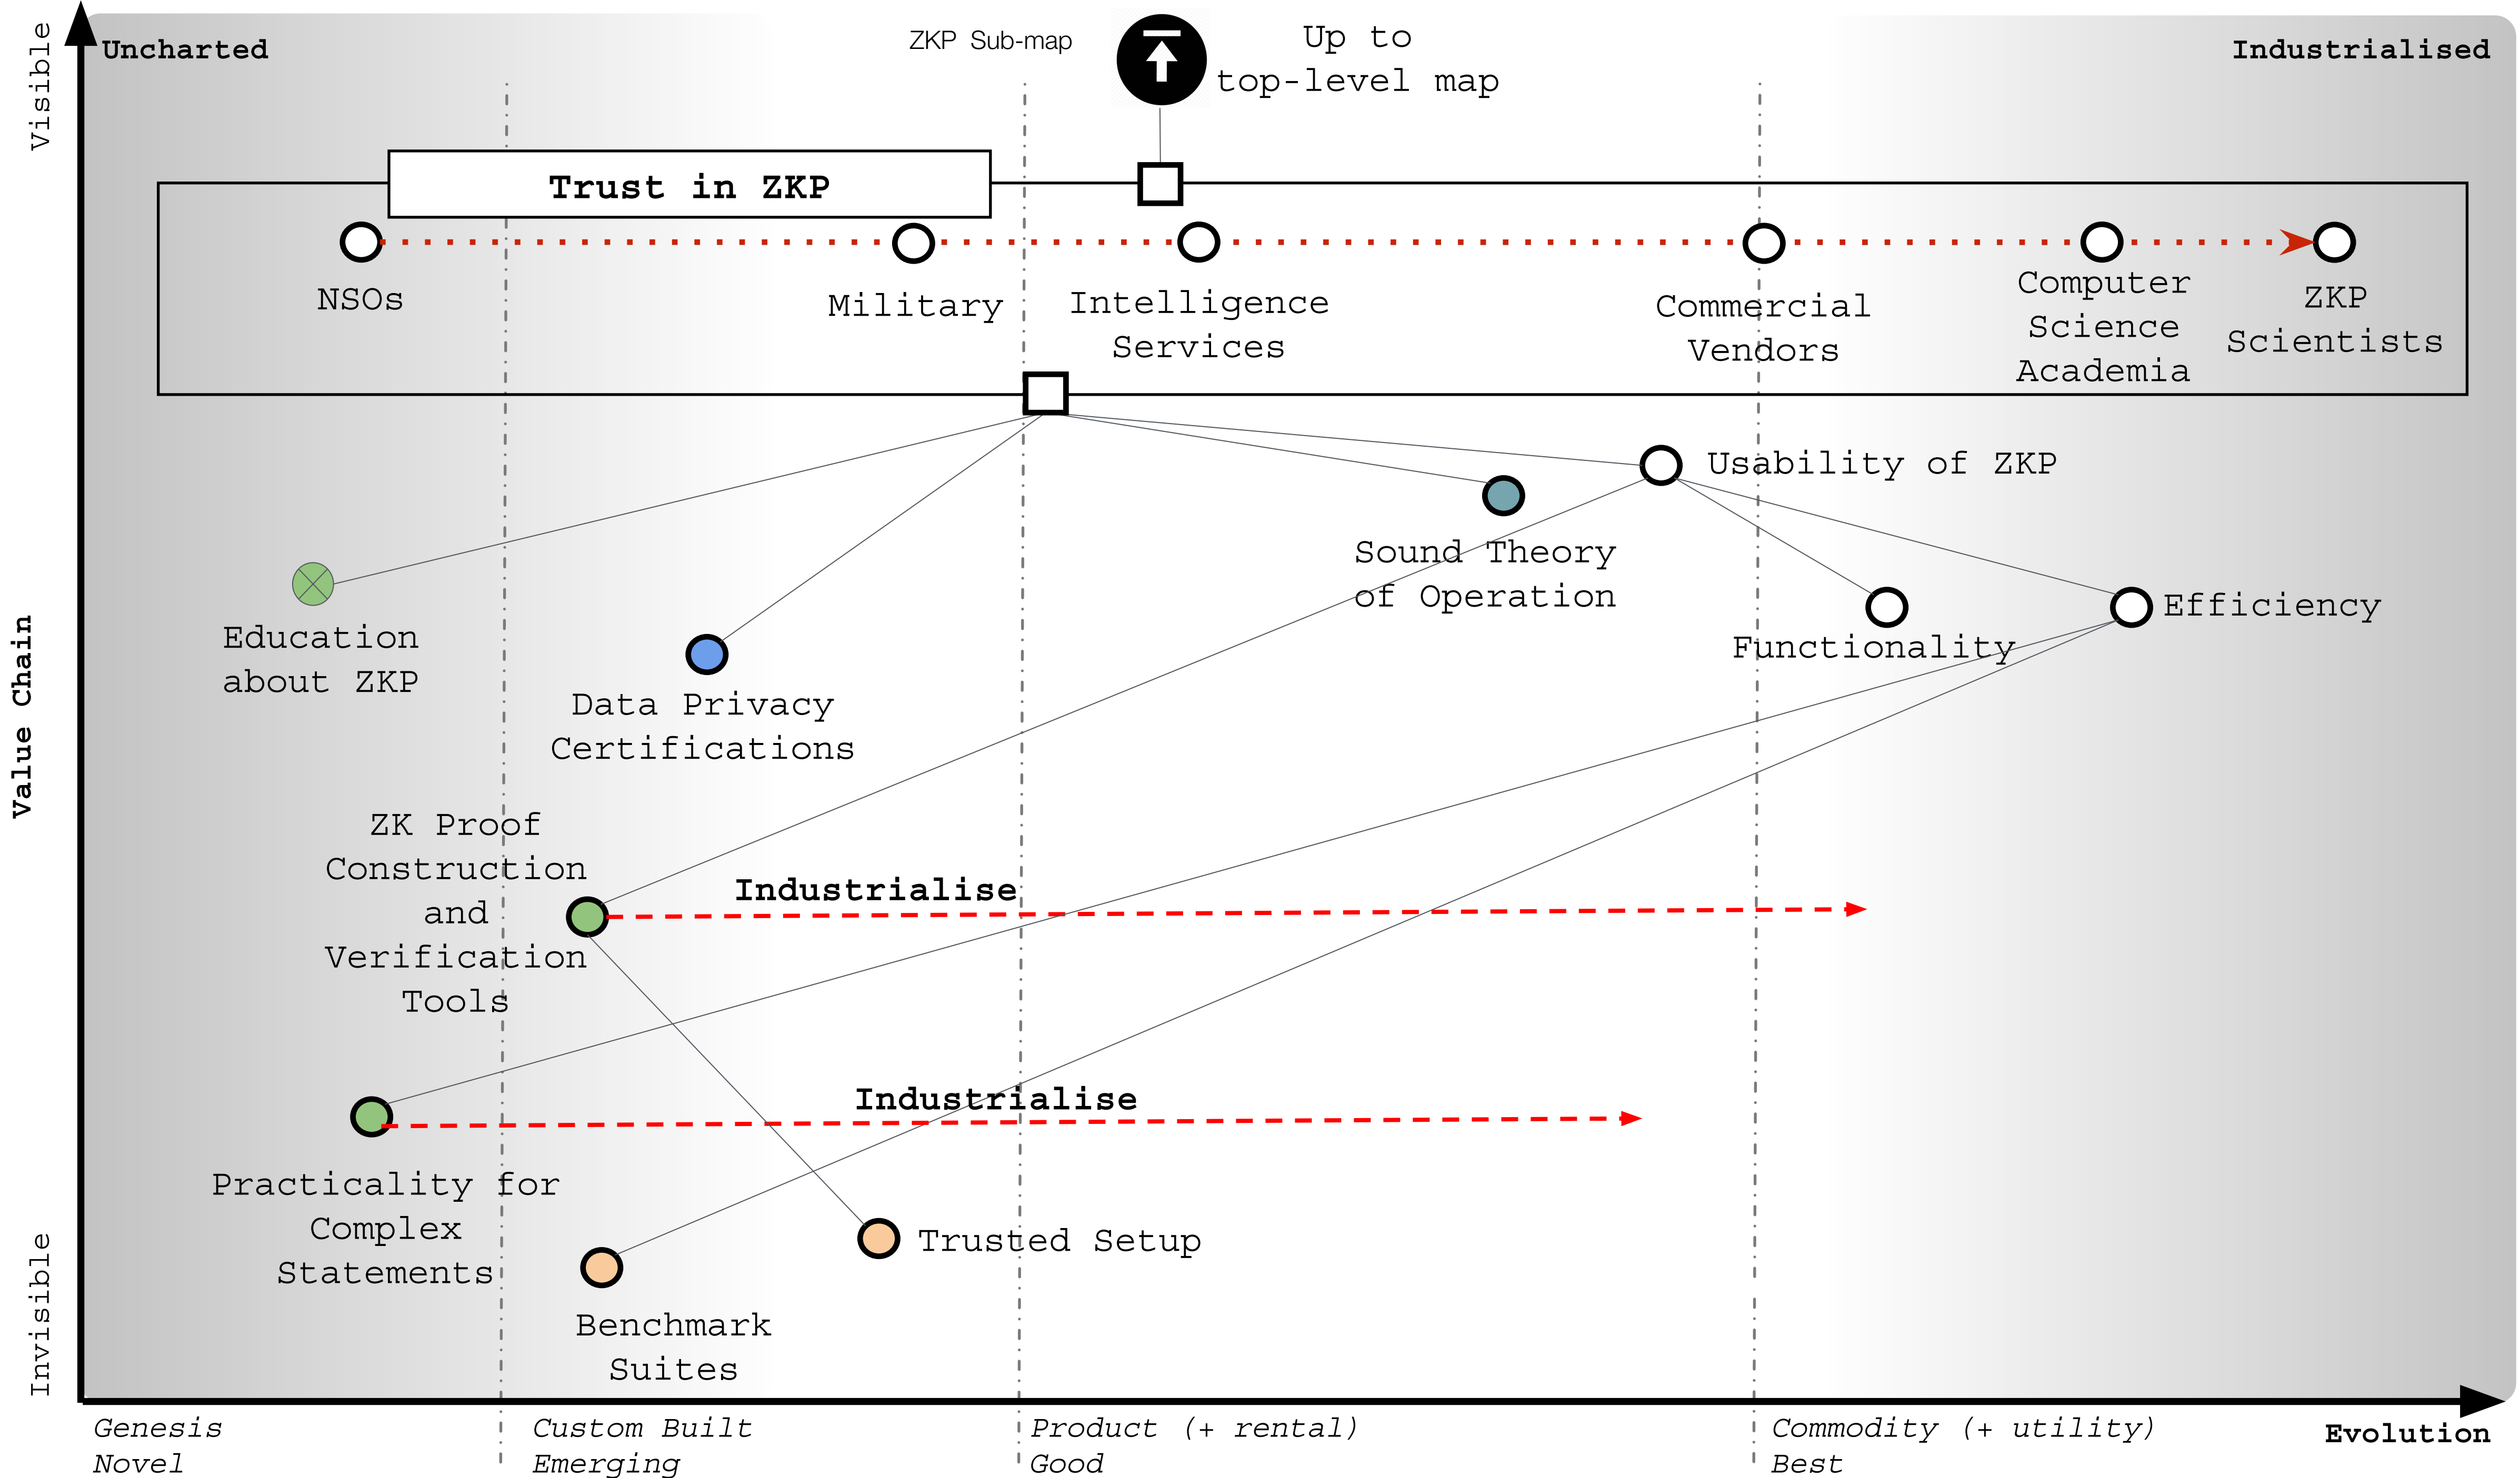 Visible
Uncharted
ZKP Sub-map
Up to
top-level map
Industrialised
Trust in ZKP
NSOs
Military
Intelligence
Services
Commercial
Vendors
Computer
Science
Academia
ZKP
Scientists
Usability of ZKP
Sound Theory
of Operation
Functionality
Efficiency
Education
about ZKP
Data Privacy
Certifications
Value Chain
ZK Proof
Construction
and
Verification
Tools
Industrialise
Industrialise
Practicality for
Complex
Statements
Trusted Setup
Benchmark
Suites
Invisible
Genesis
Novel
Custom Built
Emerging
Product (+ rental)
Good
Commodity (+ utility)
Best
Evolution